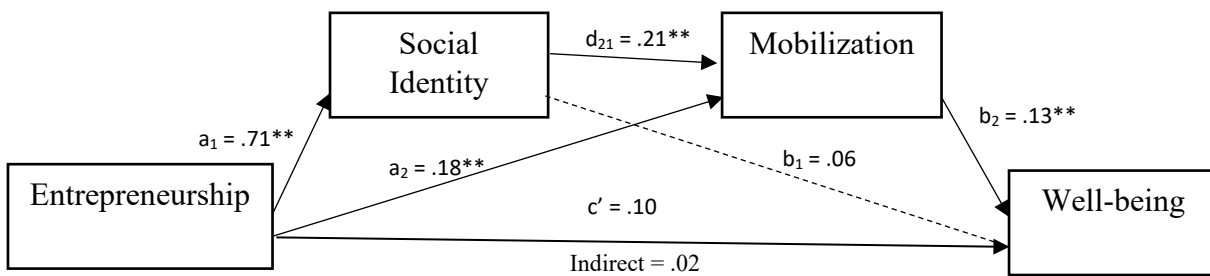 Social
Identity
d21 = .21**
Mobilization
a1 = .71**
a2 = .18**
b1 = .06
b2 = .13**
Entrepreneurship
c’ = .10
Well-being
Indirect = .02